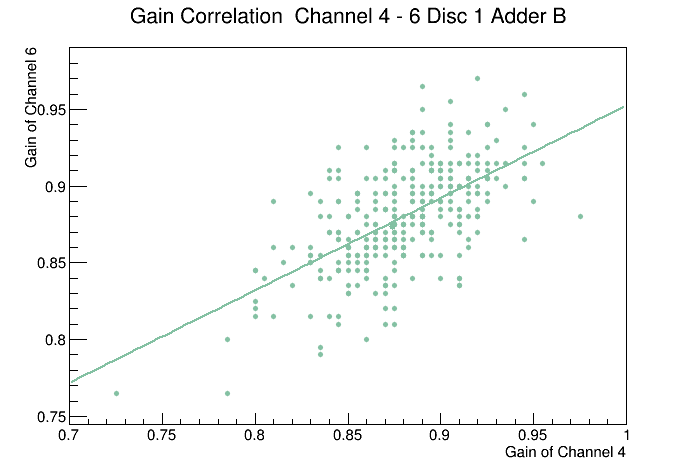 Gain Correlation  Channel 4 - 6 Disc 1 Adder B
Gain of Channel 6
0.95
0.9
0.85
0.8
0.75
0.7 0.75 0.8 0.85 0.9 0.95 1
Gain of Channel 4